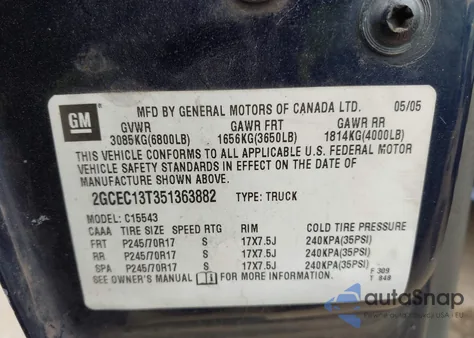 GM
MFD BY GENERAL MOTORS OF CANADA LTD. 05/05
GVWR GAWR FRT GAWR RR
3085KG(6800LB) 1656KG(3650LB) 1814KG(4000LB)
THIS VEHICLE CONFORMS TO ALL APPLICABLE U.S. FEDERAL MOTOR
VEHICLE SAFETY STANDARDS IN EFFECT ON THE DATE OF
MANUFACTURE SHOWN ABOVE.
2GCEC13T351363882 TYPE: TRUCK
MODEL: C15543
CAAA TIRE SIZE SPEED RTG RIM COLD TIRE PRESSURE
FRT P245/70R17 S 17X7.5J 240KPA(35PSI)
RR P245/70R17 S 17X7.5J 240KPA(35PSI)
SPA P245/70R17 S 17X7.5J 240KPA(35PSI)
SEE OWNER'S MANUAL FOR MORE INFORMATION.
F 309
T 848
autaSnap